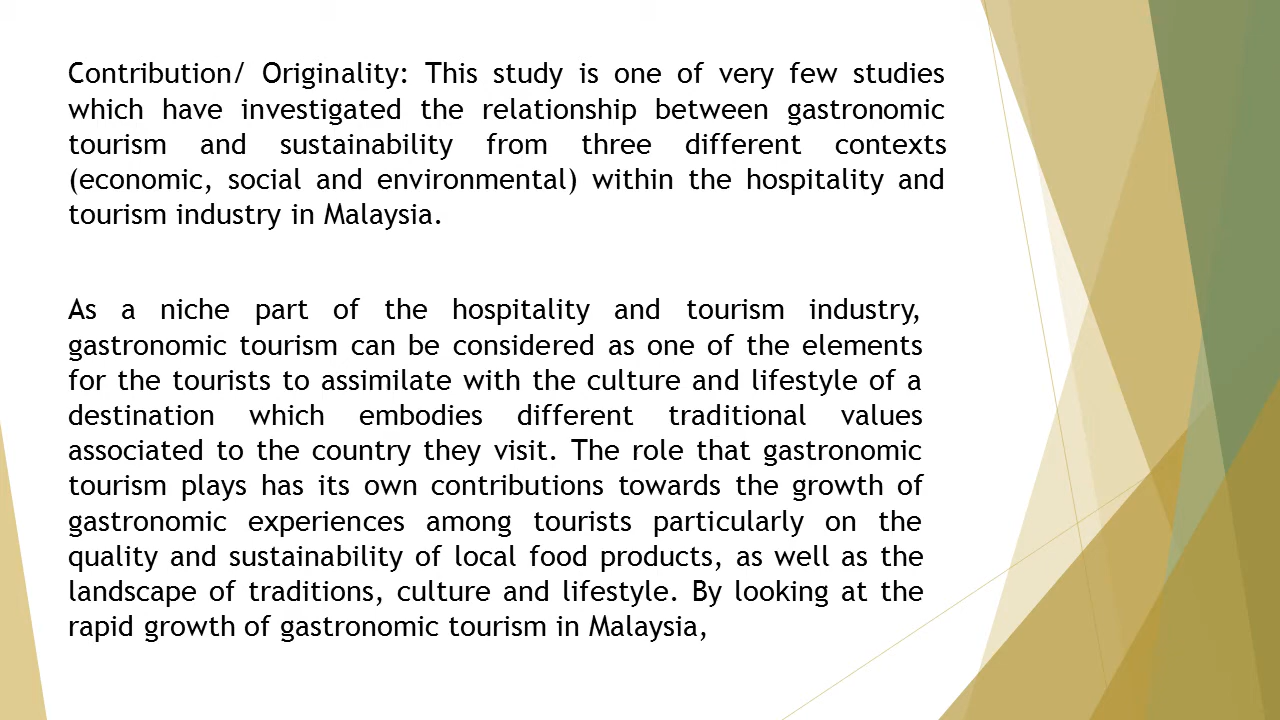 Contribution/ Originality: This study is one of very few studies
which have investigated the relationship between gastronomic
tourism and sustainability from three different contexts
(economic, social and environmental) within the hospitality and
tourism industry in Malaysia.
As a niche part of the hospitality and tourism industry,
gastronomic tourism can be considered as one of the elements
for the tourists to assimilate with the culture and lifestyle of a
destination which embodies different traditional values
associated to the country they visit. The role that gastronomic
tourism plays has its own contributions towards the growth of
gastronomic experiences among tourists particularly on the
quality and sustainability of local food products, as well as the
landscape of traditions, culture and lifestyle. By looking at the
rapid growth of gastronomic tourism in Malaysia,